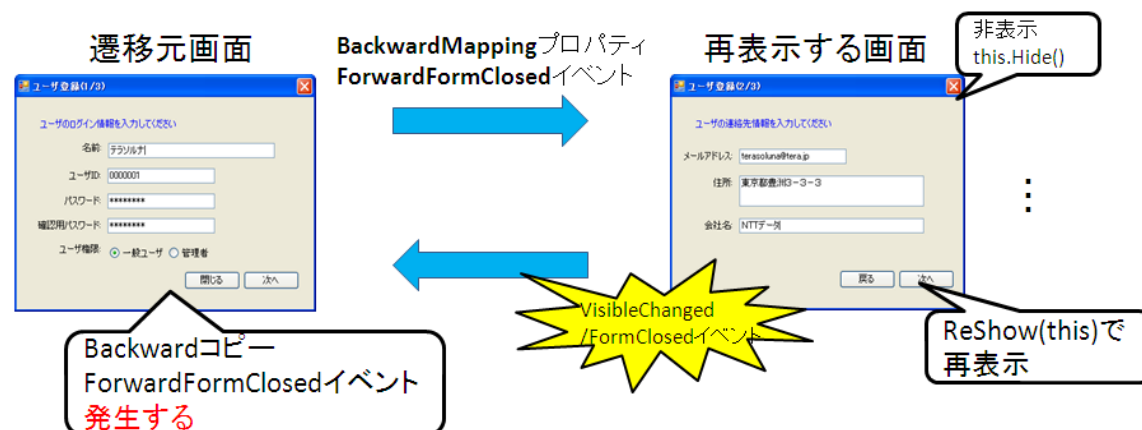 遷移元画面
BackwardMappingプロパティ
ForwardFormClosedイベント
再表示する画面
非表示
this.Hide()
ユーザ登録(1/3)
ユーザのログイン情報を入力してください
名前: テラソルナ
ユーザID: 0000001
パスワード: ********
確認用パスワード: ********
ユーザ権限: 一般ユーザ 管理者
閉じる 次へ
ユーザ登録(2/3)
ユーザの連絡先情報を入力してください
メールアドレス: terasoluna@tera.jp
住所: 東京都豊洲3-3-3
会社名: NTTデータ
戻る 次へ
⋮
VisibleChanged
/FormClosedイベント
Backwardコピー
ForwardFormClosedイベント
発生する
ReShow(this)で
再表示